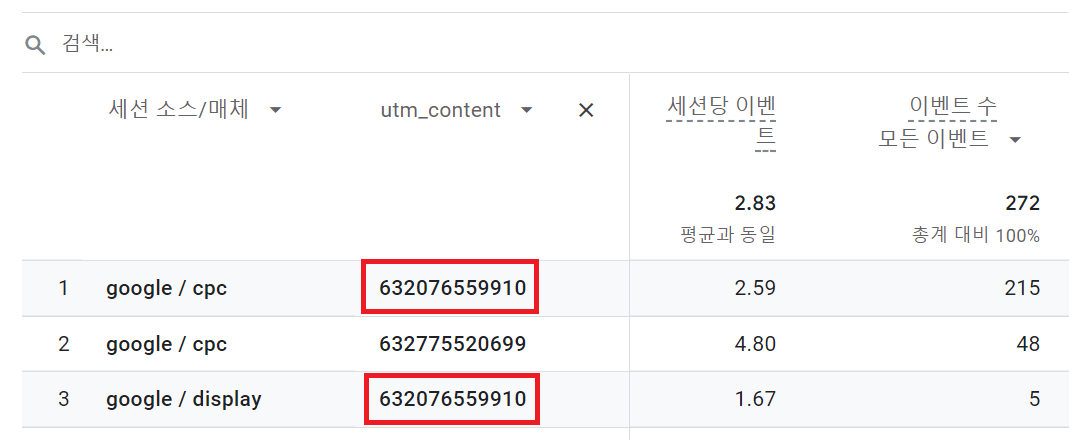 검색...
세션 소스/매체 utm_content × 세션당 이벤트 이벤트 수
모든 이벤트
2.83 272
평균과 동일 총계 대비 100%
1 google / cpc 632076559910 2.59 215
2 google / cpc 632775520699 4.80 48
3 google / display 632076559910 1.67 5